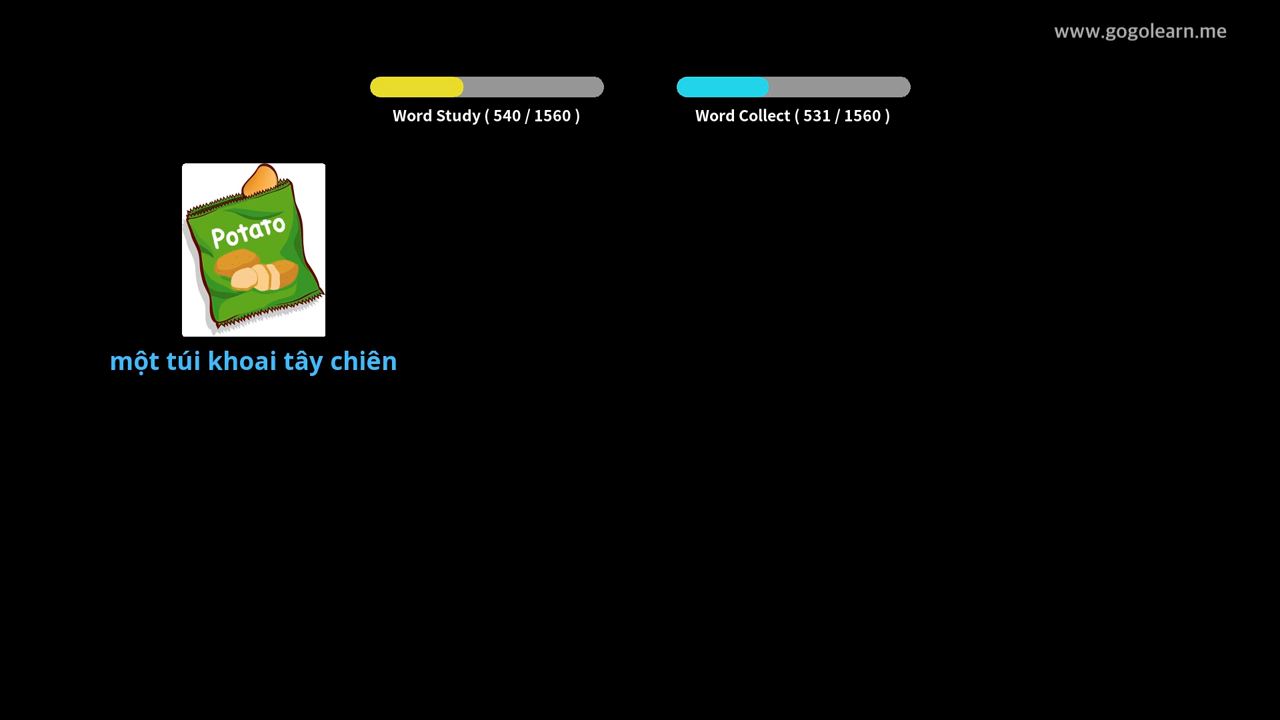 www.gogolearn.me
Word Study ( 540 / 1560 )
Word Collect ( 531 / 1560 )
Potato
một túi khoai tây chiên